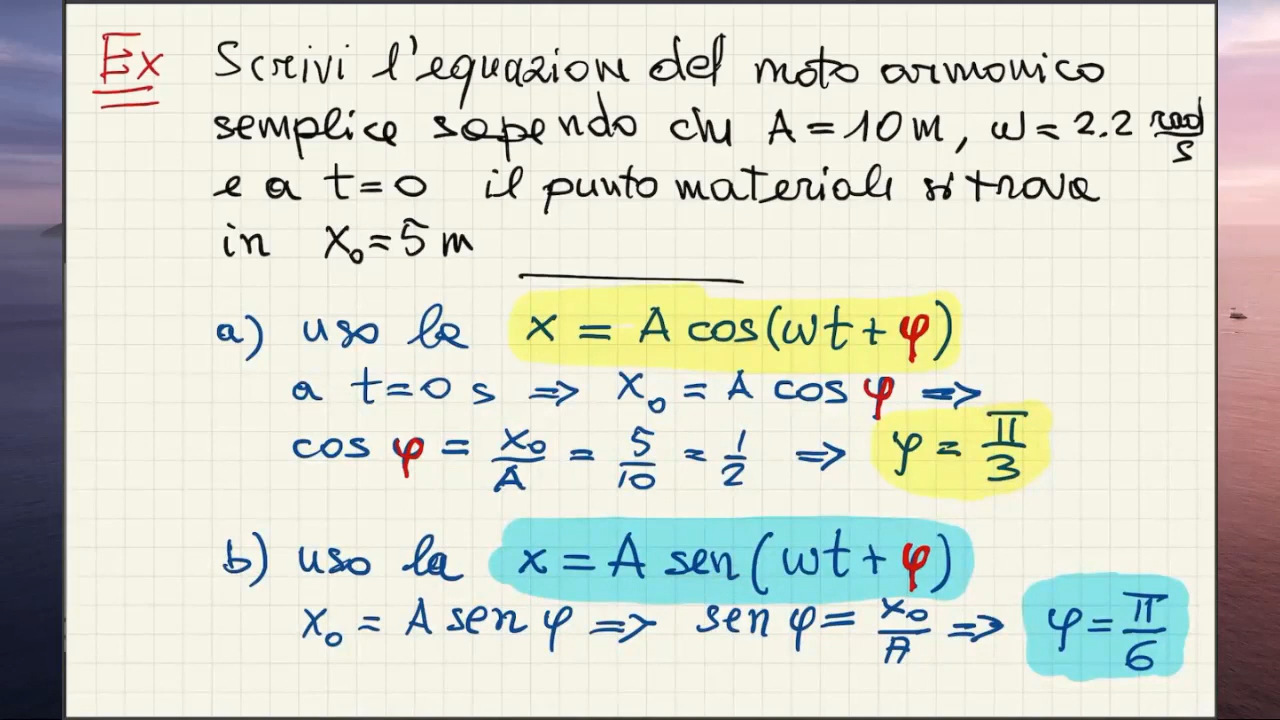 Ex Scrivi l'equazione del moto armonico
semplice sapendo che A = 10 m, ω = 2.2 rad/s
e a t = 0 il punto materiale si trova
in x₀ = 5 m
a) uso la x = A cos(ωt + φ)
a t = 0 s ⇒ x₀ = A cos φ ⇒
cos φ = x₀/A = 5/10 = 1/2 ⇒ φ = π/3
b) uso la x = A sen(ωt + φ)
x₀ = A sen φ ⇒ sen φ = x₀/A ⇒ φ = π/6